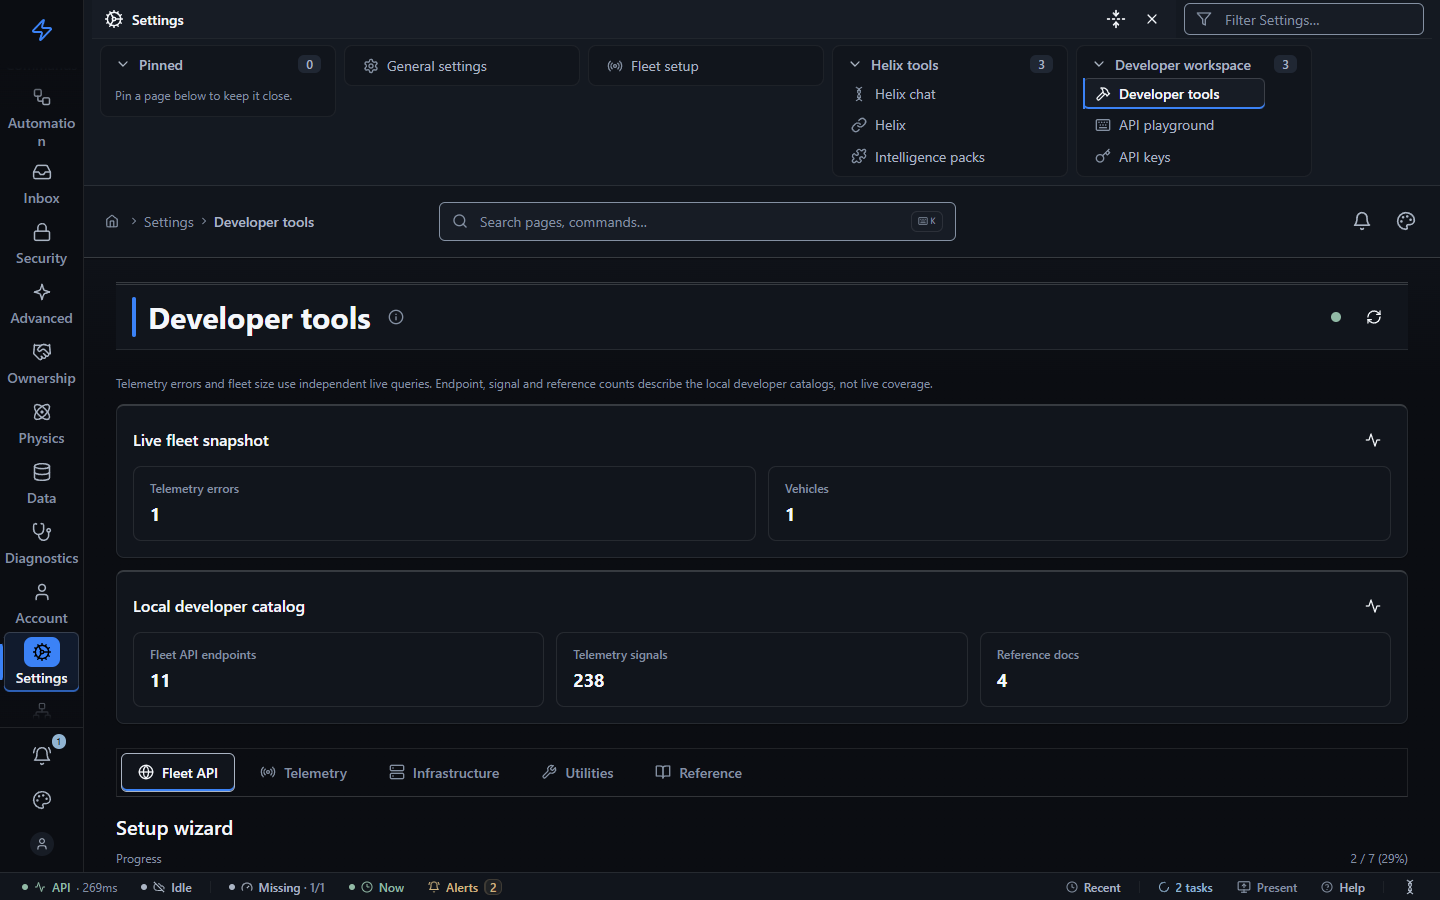 Settings
Filter Settings...
Pinned 0
Pin a page below to keep it close.
General settings
Fleet setup
Helix tools 3
Helix chat
Helix
Intelligence packs
Developer workspace 3
Developer tools
API playground
API keys
Automatio
n
Inbox
Security
Advanced
Ownership
Physics
Data
Diagnostics
Account
Settings
1
Settings
Developer tools
Search pages, commands...
K
Developer tools
Telemetry errors and fleet size use independent live queries. Endpoint, signal and reference counts describe the local developer catalogs, not live coverage.
Live fleet snapshot
Telemetry errors
1
Vehicles
1
Local developer catalog
Fleet API endpoints
11
Telemetry signals
238
Reference docs
4
Fleet API
Telemetry
Infrastructure
Utilities
Reference
Setup wizard
Progress
2 / 7 (29%)
API · 269ms
Idle
Missing · 1/1
Now
Alerts 2
Recent
2 tasks
Present
Help